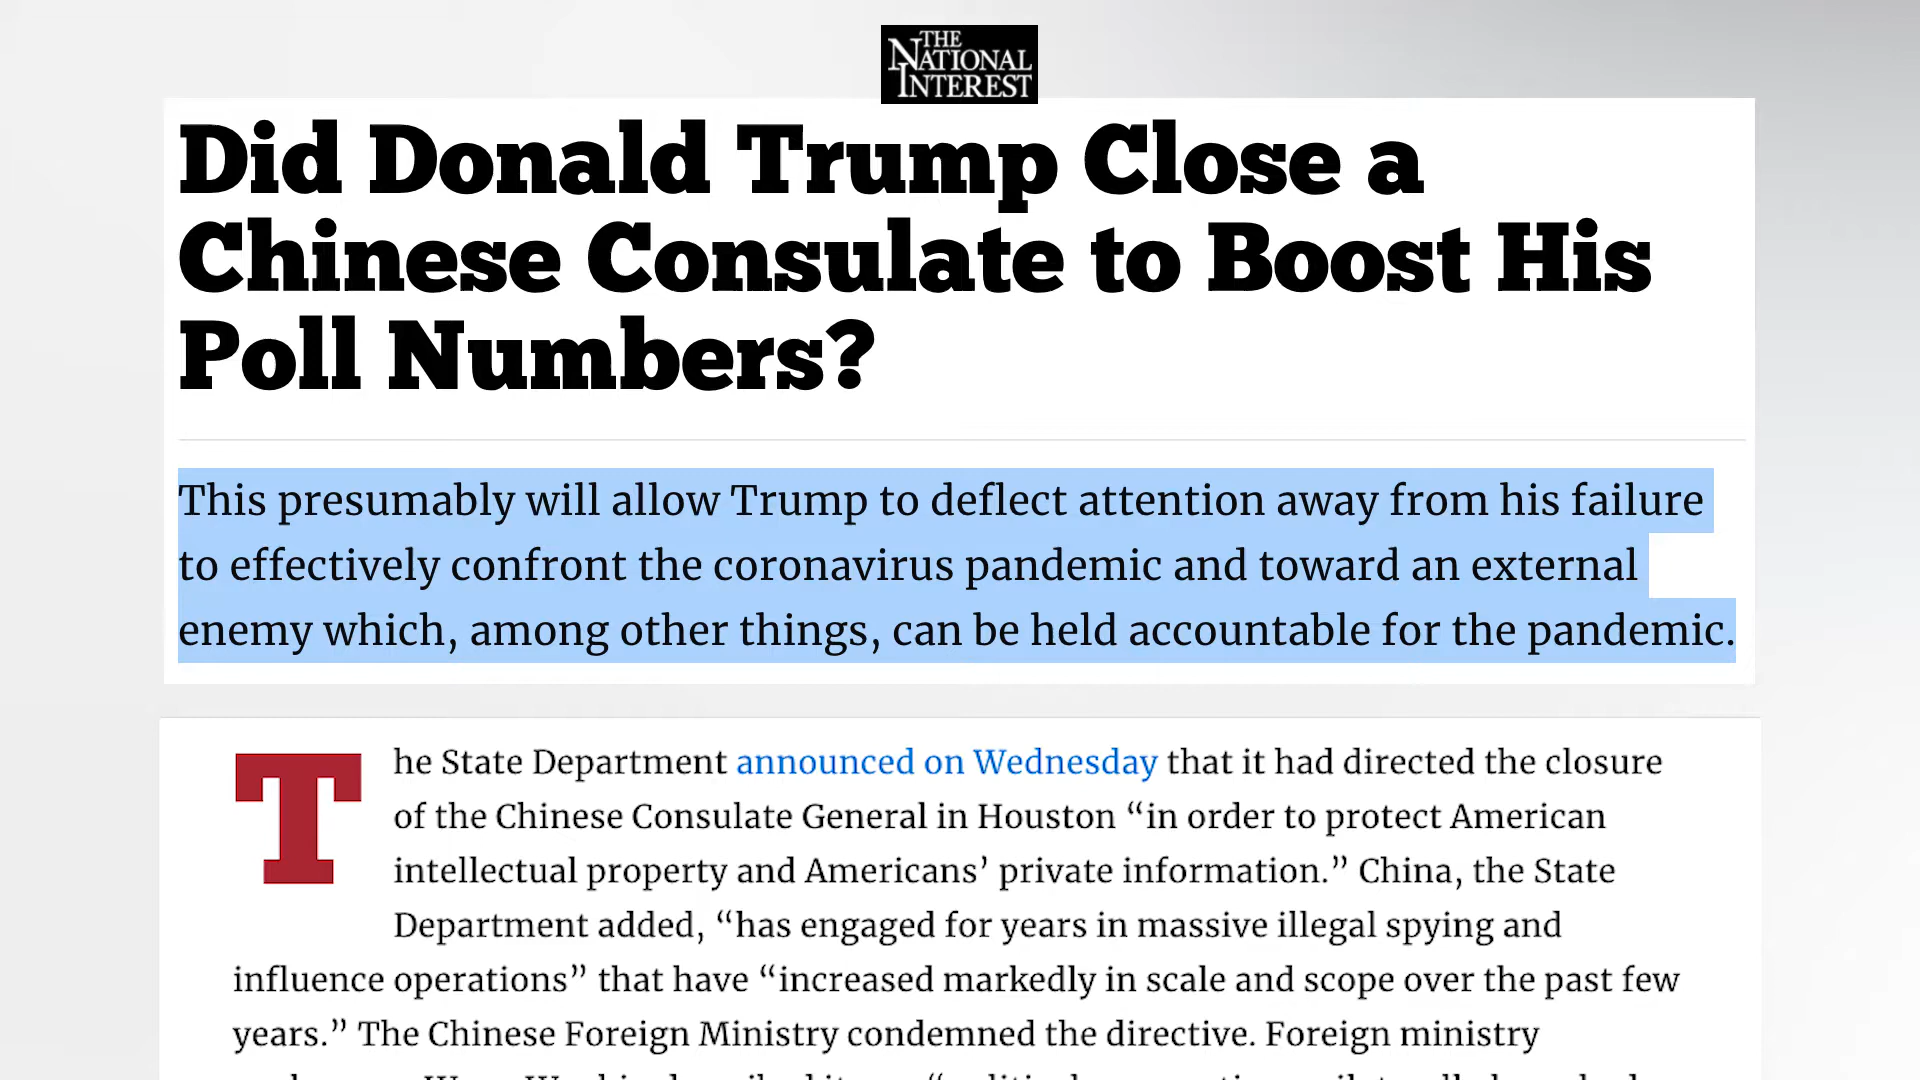 THE
NATIONAL
INTEREST
Did Donald Trump Close a
Chinese Consulate to Boost His
Poll Numbers?
This presumably will allow Trump to deflect attention away from his failure
to effectively confront the coronavirus pandemic and toward an external
enemy which, among other things, can be held accountable for the pandemic.
The State Department announced on Wednesday that it had directed the closure
of the Chinese Consulate General in Houston “in order to protect American
intellectual property and Americans’ private information.” China, the State
Department added, “has engaged for years in massive illegal spying and
influence operations” that have “increased markedly in scale and scope over the past few
years.” The Chinese Foreign Ministry condemned the directive. Foreign ministry